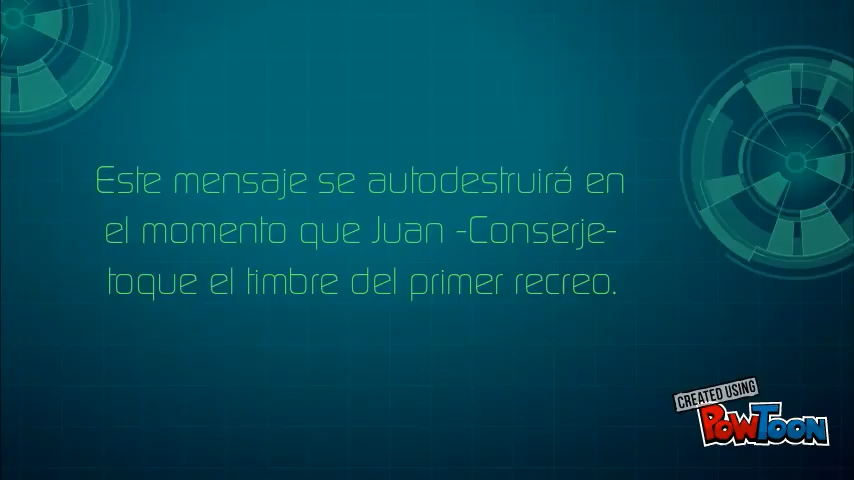 Este mensaje se autodestruirá en
el momento que Juan -Conserje-
toque el timbre del primer recreo.
CREATED USING
POWTOON